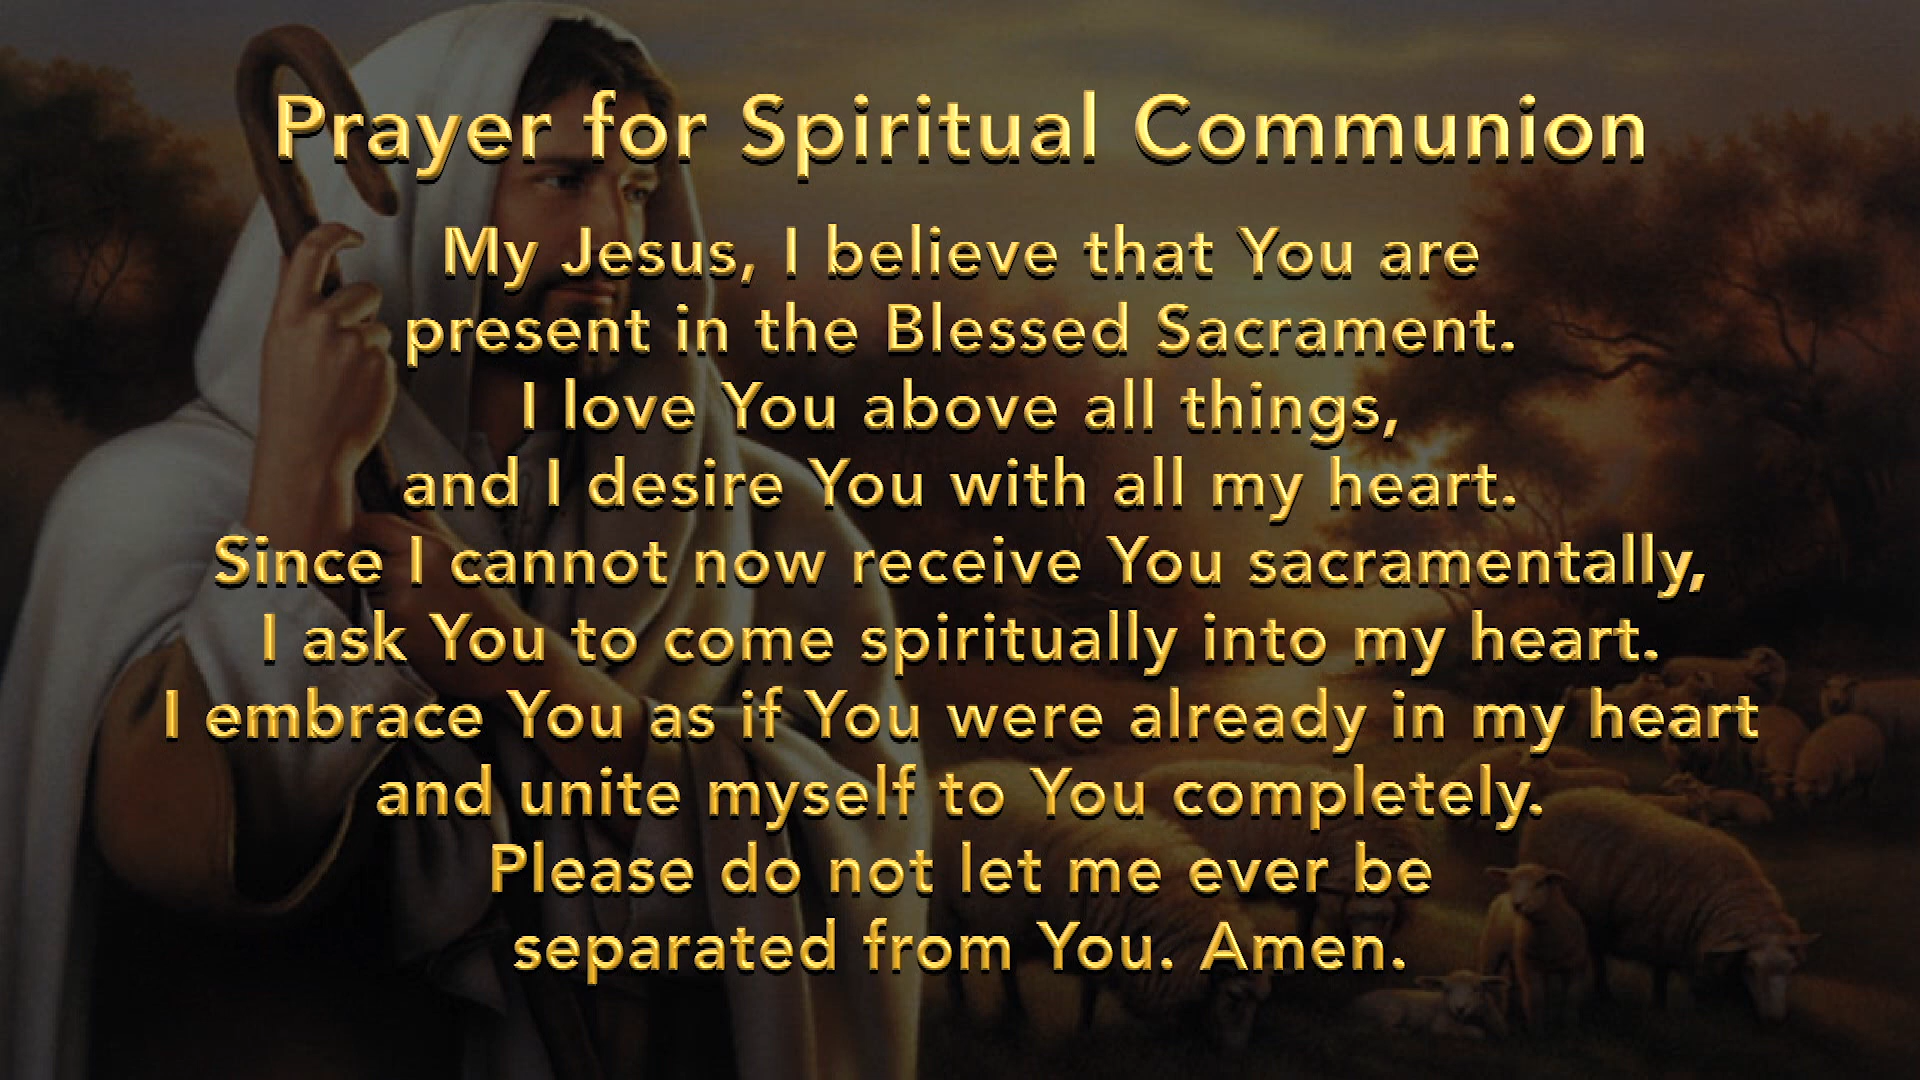 Prayer for Spiritual Communion
My Jesus, I believe that You are
present in the Blessed Sacrament.
I love You above all things,
and I desire You with all my heart.
Since I cannot now receive You sacramentally,
I ask You to come spiritually into my heart.
I embrace You as if You were already in my heart
and unite myself to You completely.
Please do not let me ever be
separated from You. Amen.